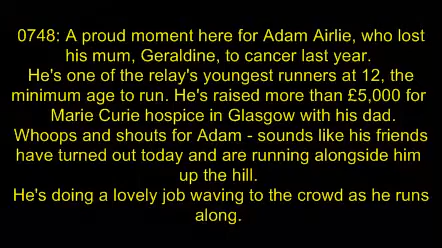 0748: A proud moment here for Adam Airlie, who lost
his mum, Geraldine, to cancer last year.
He's one of the relay's youngest runners at 12, the
minimum age to run. He's raised more than £5,000 for
Marie Curie hospice in Glasgow with his dad.
Whoops and shouts for Adam - sounds like his friends
have turned out today and are running alongside him
up the hill.
He's doing a lovely job waving to the crowd as he runs
along.